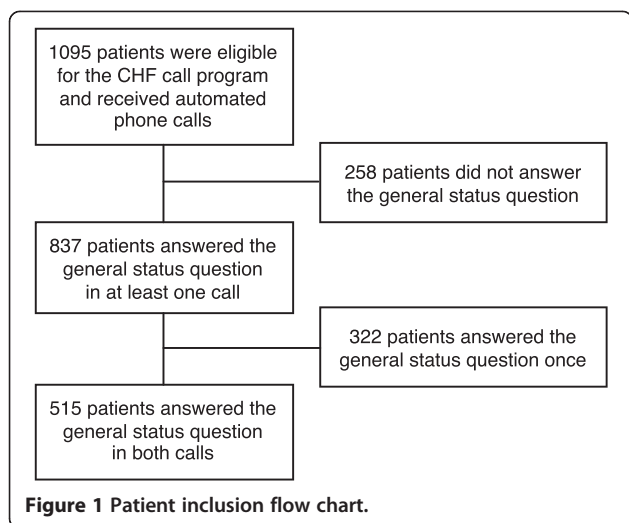 1095 patients were eligible
for the CHF call program
and received automated
phone calls
258 patients did not answer
the general status question
837 patients answered the
general status question
in at least one call
322 patients answered the
general status question once
515 patients answered the
general status question
in both calls
Figure 1 Patient inclusion flow chart.